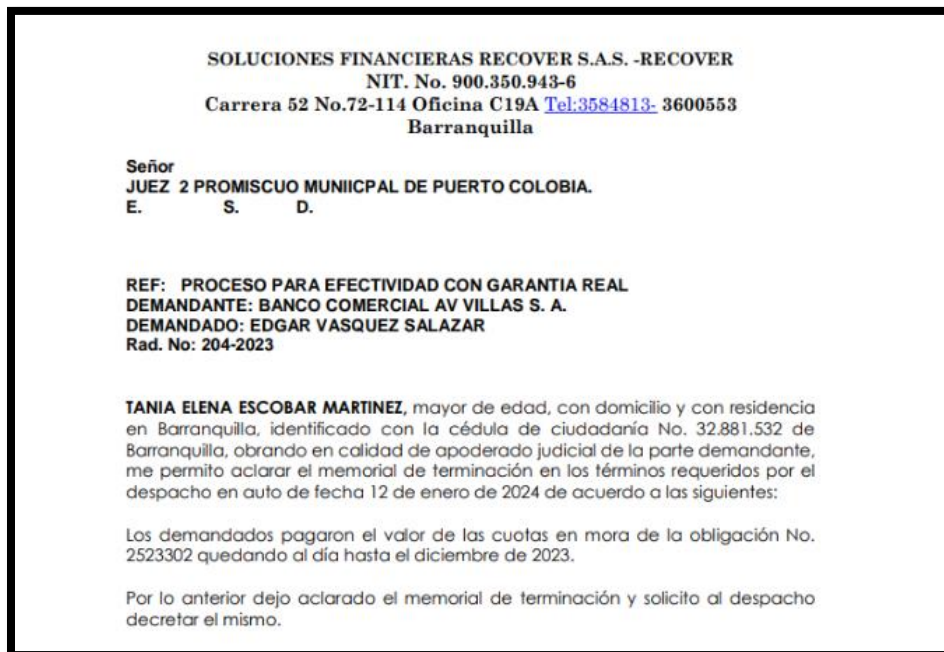 SOLUCIONES FINANCIERAS RECOVER S.A.S. -RECOVER
NIT. No. 900.350.943-6
Carrera 52 No.72-114 Oficina C19A Tel:3584813- 3600553
Barranquilla
Señor
JUEZ 2 PROMISCUO MUNIICPAL DE PUERTO COLOBIA.
E. S. D.
REF: PROCESO PARA EFECTIVIDAD CON GARANTIA REAL
DEMANDANTE: BANCO COMERCIAL AV VILLAS S. A.
DEMANDADO: EDGAR VASQUEZ SALAZAR
Rad. No: 204-2023
TANIA ELENA ESCOBAR MARTINEZ, mayor de edad, con domicilio y con residencia
en Barranquilla, identificado con la cédula de ciudadanía No. 32.881.532 de
Barranquilla, obrando en calidad de apoderado judicial de la parte demandante,
me permito aclarar el memorial de terminación en los términos requeridos por el
despacho en auto de fecha 12 de enero de 2024 de acuerdo a las siguientes:
Los demandados pagaron el valor de las cuotas en mora de la obligación No.
2523302 quedando al día hasta el diciembre de 2023.
Por lo anterior dejo aclarado el memorial de terminación y solicito al despacho
decretar el mismo.